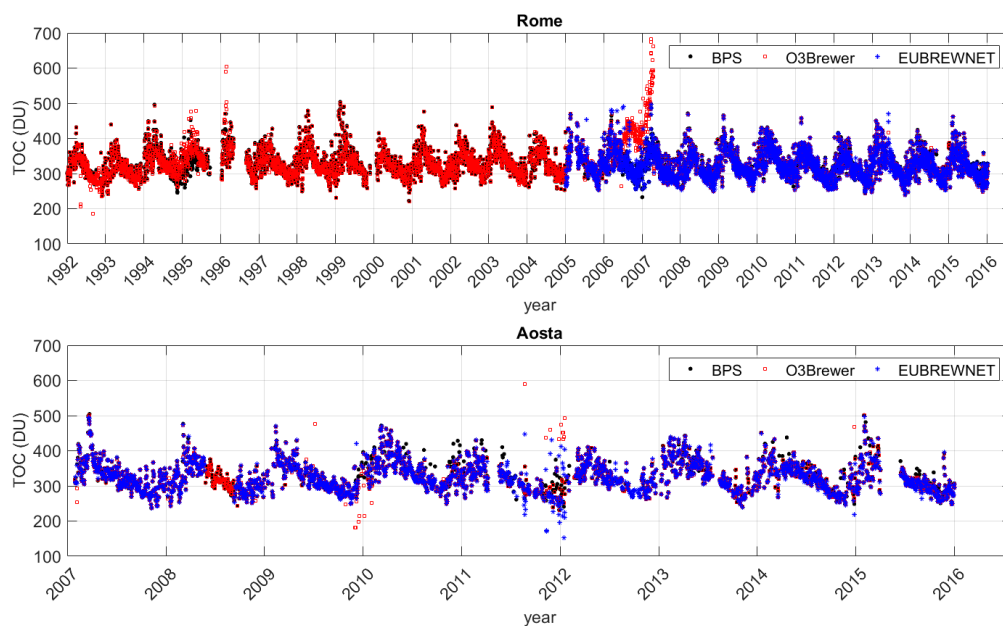 Rome
TOC (DU)
700
600
500
400
300
200
100
BPS O3Brewer EUBREWNET
1992 1993 1994 1995 1996 1997 1998 1999 2000 2001 2002 2003 2004 2005 2006 2007 2008 2009 2010 2011 2012 2013 2014 2015 2016
year
Aosta
TOC (DU)
700
600
500
400
300
200
100
BPS O3Brewer EUBREWNET
2007 2008 2009 2010 2011 2012 2013 2014 2015 2016
year